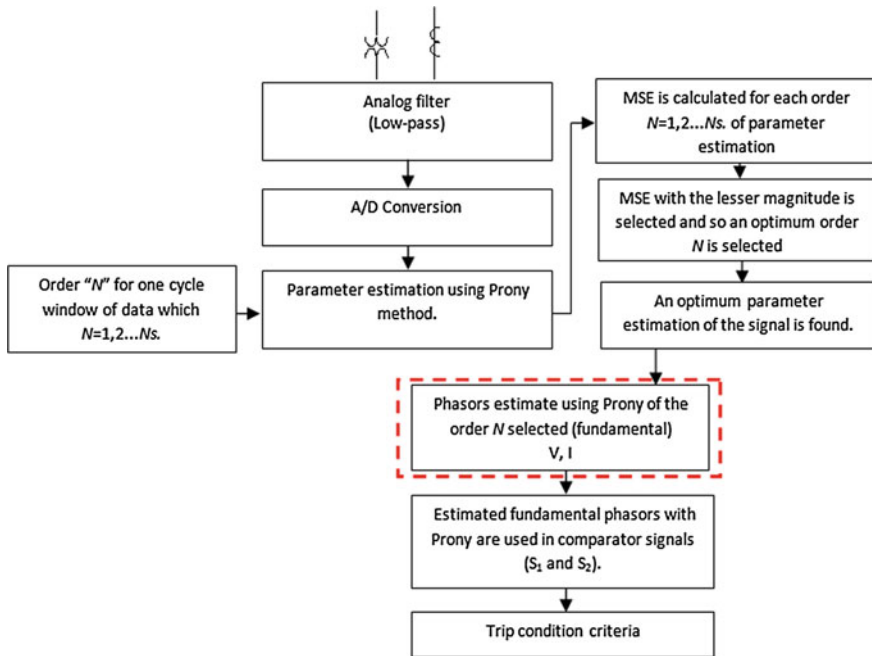 Analog filter
(Low-pass)
A/D Conversion
Order “N” for one cycle
window of data which
N=1,2...Ns.
Parameter estimation using Prony
method.
MSE is calculated for each order
N=1,2...Ns. of parameter
estimation
MSE with the lesser magnitude is
selected and so an optimum order
N is selected
An optimum parameter
estimation of the signal is found.
Phasors estimate using Prony of the
order N selected (fundamental)
V, I
Estimated fundamental phasors with
Prony are used in comparator signals
(S₁ and S₂).
Trip condition criteria